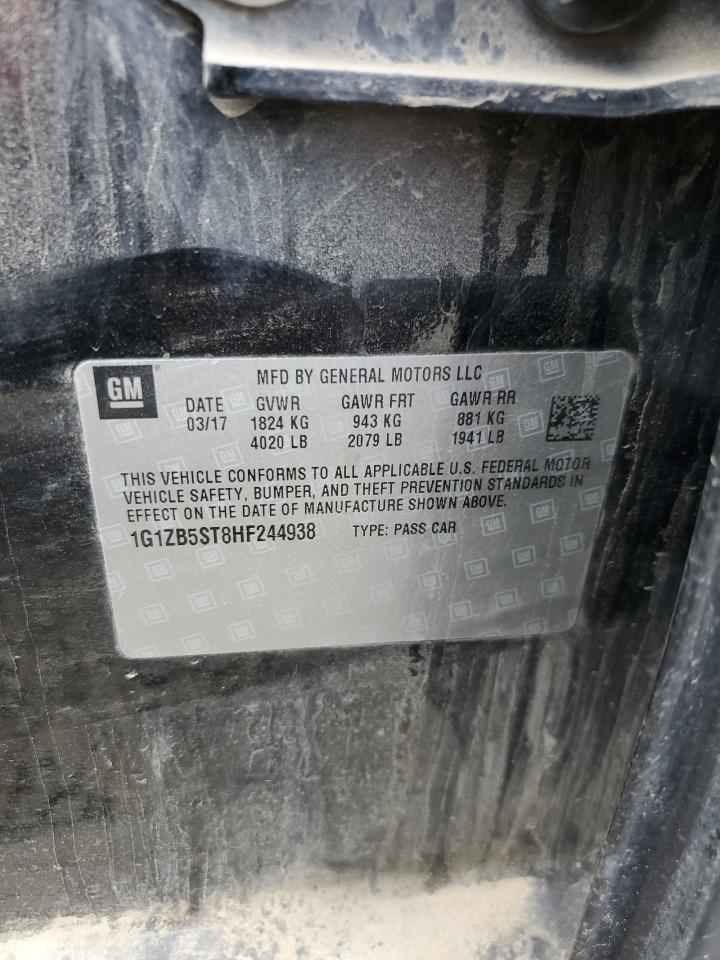 GM
MFD BY GENERAL MOTORS LLC
DATE GVWR GAWR FRT GAWR RR
03/17 1824 KG 943 KG 881 KG
4020 LB 2079 LB 1941 LB
THIS VEHICLE CONFORMS TO ALL APPLICABLE U.S. FEDERAL MOTOR
VEHICLE SAFETY, BUMPER, AND THEFT PREVENTION STANDARDS IN
EFFECT ON THE DATE OF MANUFACTURE SHOWN ABOVE.
1G1ZB5ST8HF244938 TYPE: PASS CAR